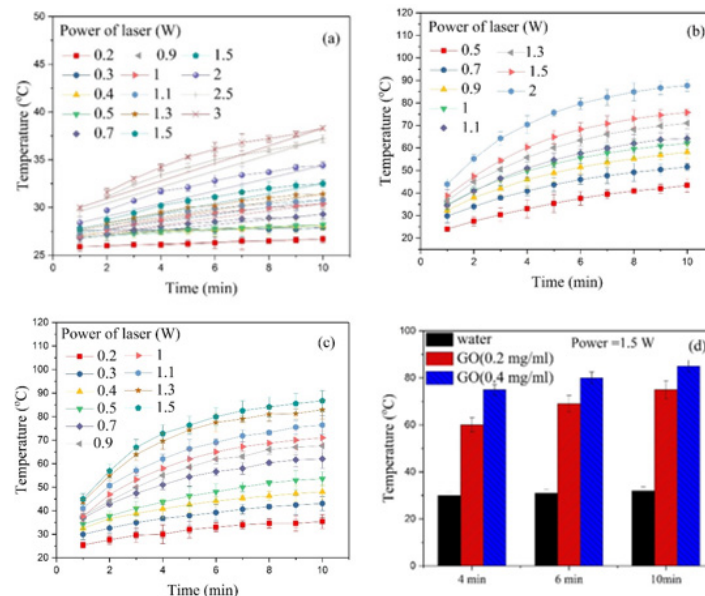 (a)
Power of laser (W)
0.2 0.9 1.5
0.3 1 2
0.4 1.1 2.5
0.5 1.3 3
0.7 1.5
50
45
40
35
30
25
0 2 4 6 8 10
Temperature (°C)
Time (min)
(b)
Power of laser (W)
0.5 1.3
0.7 1.5
0.9 2
1
1.1
120
110
100
90
80
70
60
50
40
30
20
0 2 4 6 8 10
Temperature (°C)
Time (min)
(c)
Power of laser (W)
0.2 1
0.3 1.1
0.4 1.3
0.5 1.5
0.7
0.9
120
110
100
90
80
70
60
50
40
30
20
0 2 4 6 8 10
Temperature (°C)
Time (min)
(d)
Power =1.5 W
water
GO(0.2 mg/ml)
GO(0.4 mg/ml)
100
80
60
40
20
0
4 min 6 min 10min
Temperature (°C)